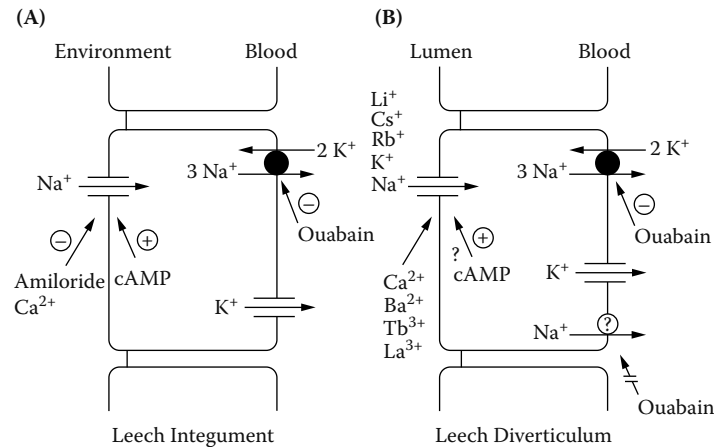 (A)
Environment Blood
Na⁺
2 K⁺
3 Na⁺
−
Ouabain
−
+
Amiloride
Ca²⁺
cAMP
K⁺
Leech Integument
(B)
Lumen Blood
Li⁺
Cs⁺
Rb⁺
K⁺
Na⁺
2 K⁺
3 Na⁺
−
Ouabain
+
?
cAMP
Ca²⁺
Ba²⁺
Tb³⁺
La³⁺
K⁺
Na⁺
?
Ouabain
Leech Diverticulum